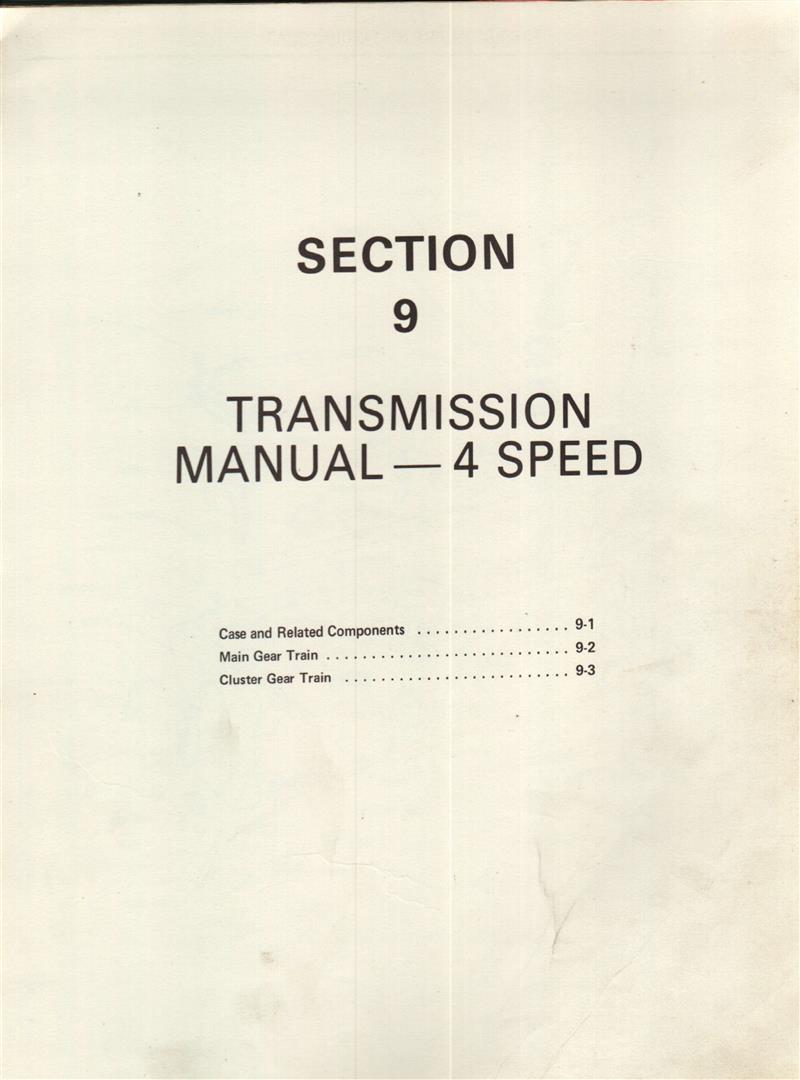 SECTION
9
TRANSMISSION
MANUAL — 4 SPEED
Case and Related Components . . . . . . . . . . . . . . . . . 9-1
Main Gear Train . . . . . . . . . . . . . . . . . . . . . . . . . . . 9-2
Cluster Gear Train . . . . . . . . . . . . . . . . . . . . . . . . . 9-3